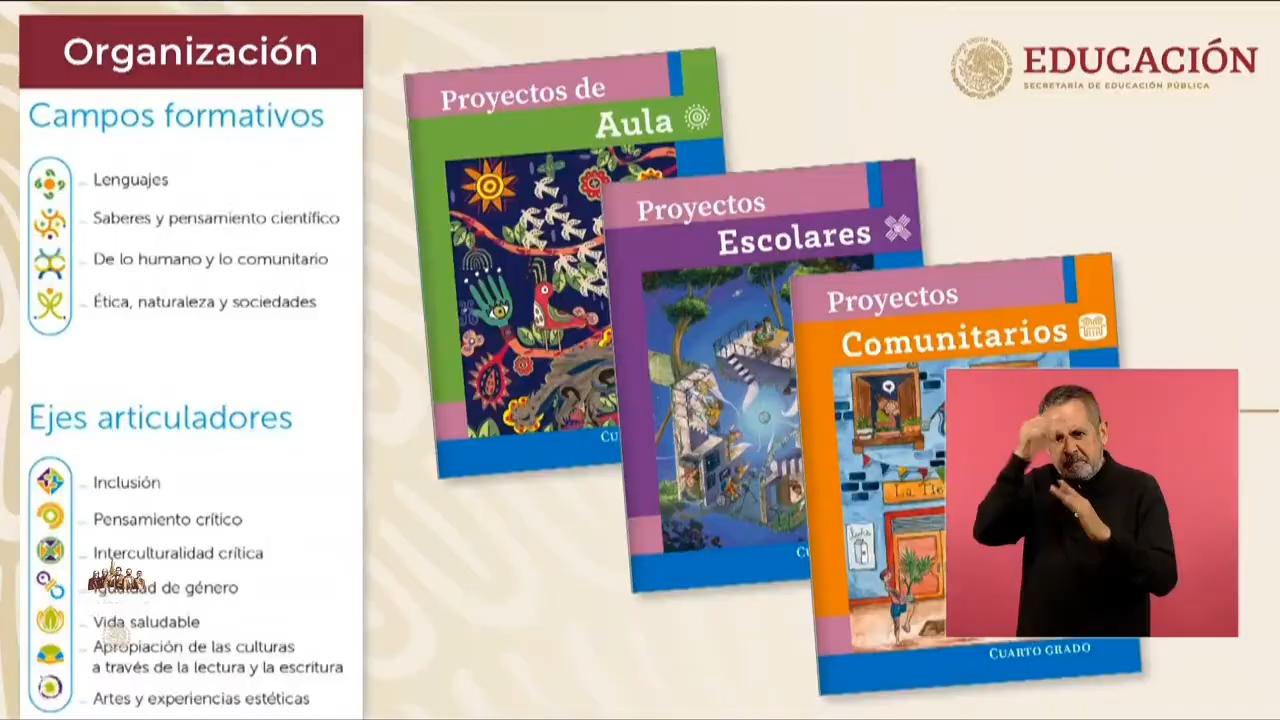 Organización
Campos formativos
Lenguajes
Saberes y pensamiento científico
De lo humano y lo comunitario
Ética, naturaleza y sociedades
Ejes articuladores
Inclusión
Pensamiento crítico
Interculturalidad crítica
Igualdad de género
Vida saludable
Apropiación de las culturas
a través de la lectura y la escritura
Artes y experiencias estéticas
Proyectos de
Aula
Proyectos
Escolares
Proyectos
Comunitarios
La
CUARTO GRADO
EDUCACIÓN
SECRETARÍA DE EDUCACIÓN PÚBLICA